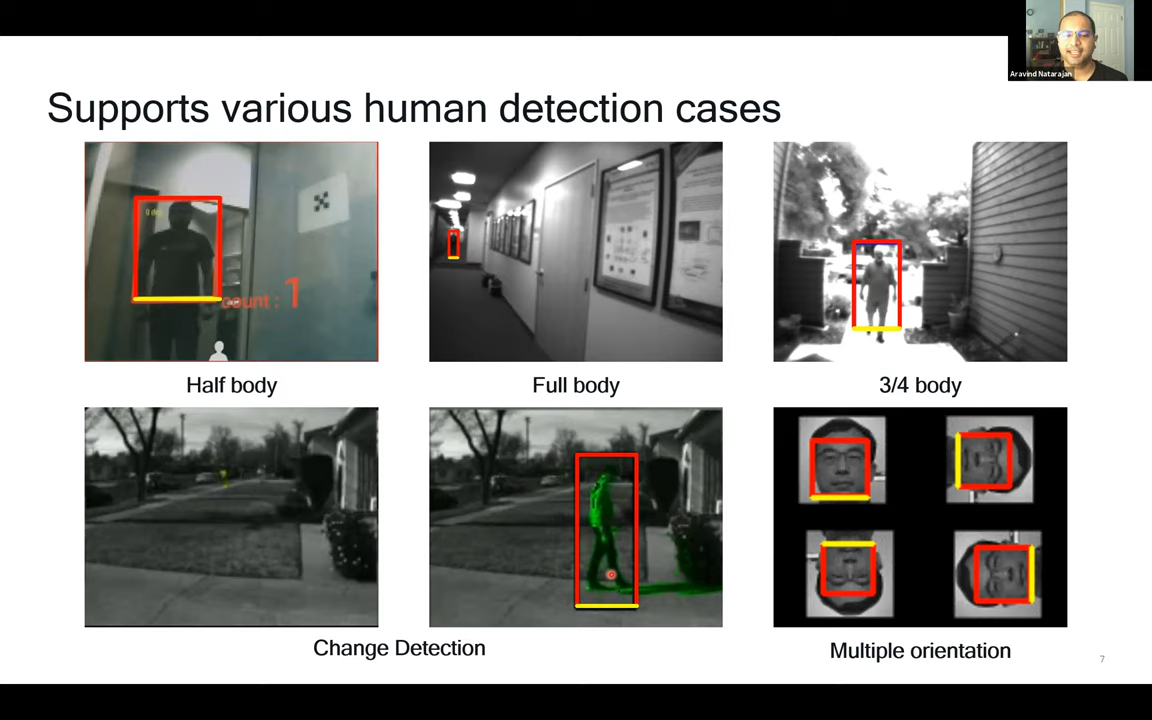 Aravind Natarajan
Supports various human detection cases
count : 1
Half body
Full body
3/4 body
Change Detection
Multiple orientation
7